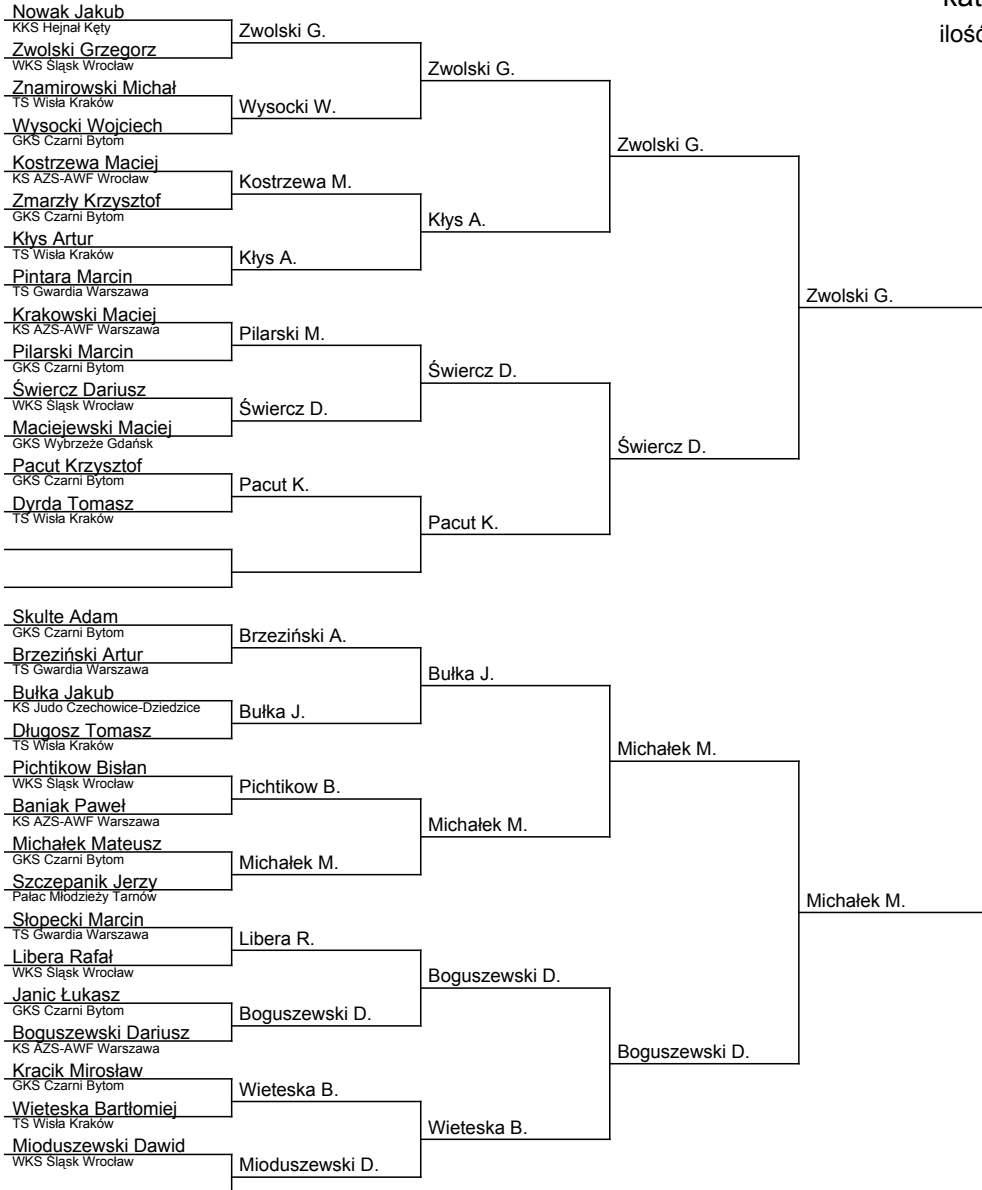 Nowak Jakub
KKS Hejnał Kęty
Zwolski Grzegorz
WKS Śląsk Wrocław
Znamirowski Michał
TS Wisła Kraków
Wysocki Wojciech
GKS Czarni Bytom
Kostrzewa Maciej
KS AZS-AWF Wrocław
Zmarzły Krzysztof
GKS Czarni Bytom
Kłys Artur
TS Wisła Kraków
Pintara Marcin
TS Gwardia Warszawa
Krakowski Maciej
KS AZS-AWF Warszawa
Pilarski Marcin
GKS Czarni Bytom
Świercz Dariusz
WKS Śląsk Wrocław
Maciejewski Maciej
GKS Wybrzeże Gdańsk
Pacut Krzysztof
GKS Czarni Bytom
Dyrda Tomasz
TS Wisła Kraków
Skulte Adam
GKS Czarni Bytom
Brzeziński Artur
TS Gwardia Warszawa
Bułka Jakub
KS Judo Czechowice-Dziedzice
Długosz Tomasz
TS Wisła Kraków
Pichtikow Bisłan
WKS Śląsk Wrocław
Baniak Paweł
KS AZS-AWF Warszawa
Michałek Mateusz
GKS Czarni Bytom
Szczepanik Jerzy
Pałac Młodzieży Tarnów
Słopecki Marcin
TS Gwardia Warszawa
Libera Rafał
WKS Śląsk Wrocław
Janic Łukasz
GKS Czarni Bytom
Boguszewski Dariusz
KS AZS-AWF Warszawa
Kracik Mirosław
GKS Czarni Bytom
Wieteska Bartłomiej
TS Wisła Kraków
Mioduszewski Dawid
WKS Śląsk Wrocław
Zwolski G.
Wysocki W.
Kostrzewa M.
Kłys A.
Pilarski M.
Świercz D.
Pacut K.
Brzeziński A.
Bułka J.
Pichtikow B.
Michałek M.
Libera R.
Boguszewski D.
Wieteska B.
Mioduszewski D.
Zwolski G.
Kłys A.
Świercz D.
Pacut K.
Bułka J.
Michałek M.
Boguszewski D.
Wieteska B.
Zwolski G.
Świercz D.
Michałek M.
Boguszewski D.
Zwolski G.
Michałek M.
ilość